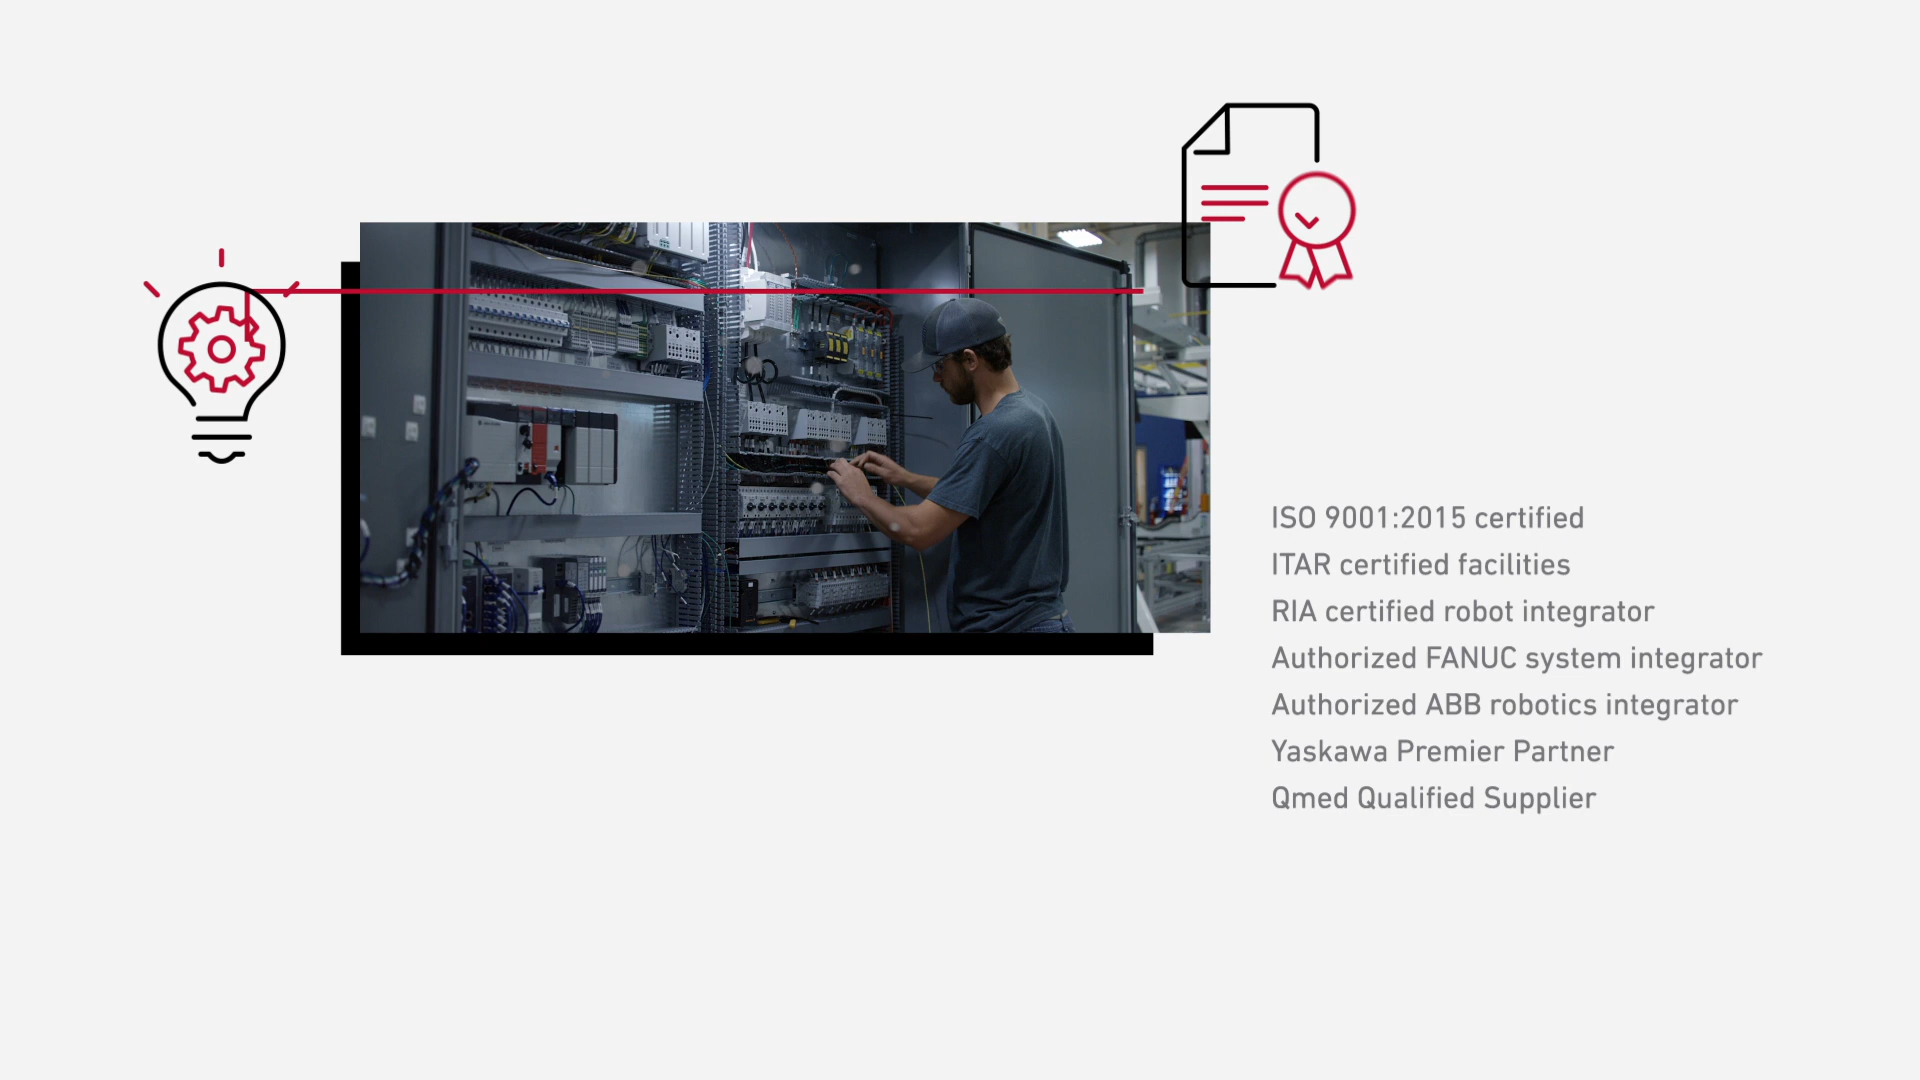 ISO 9001:2015 certified
ITAR certified facilities
RIA certified robot integrator
Authorized FANUC system integrator
Authorized ABB robotics integrator
Yaskawa Premier Partner
Qmed Qualified Supplier